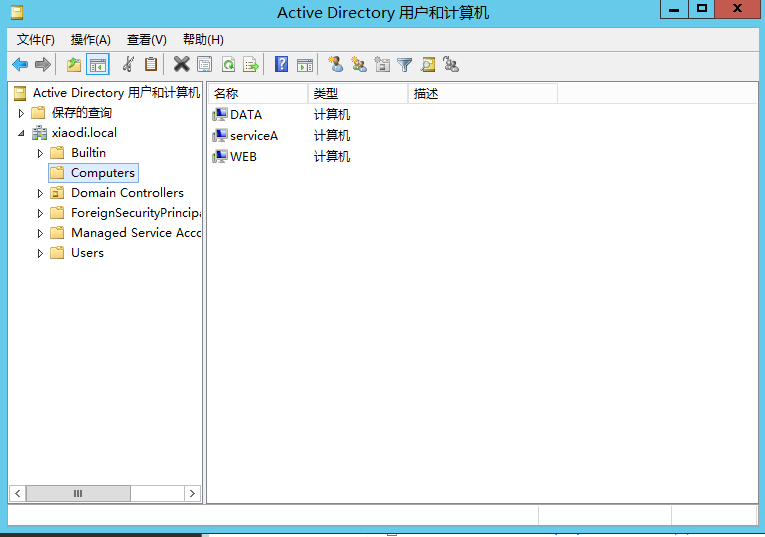 Active Directory 用户和计算机
文件(F) 操作(A) 查看(V) 帮助(H)
Active Directory 用户和计算机
保存的查询
xiaodi.local
Builtin
Computers
Domain Controllers
ForeignSecurityPrincipa
Managed Service Acco
Users
名称 类型 描述
DATA 计算机
serviceA 计算机
WEB 计算机